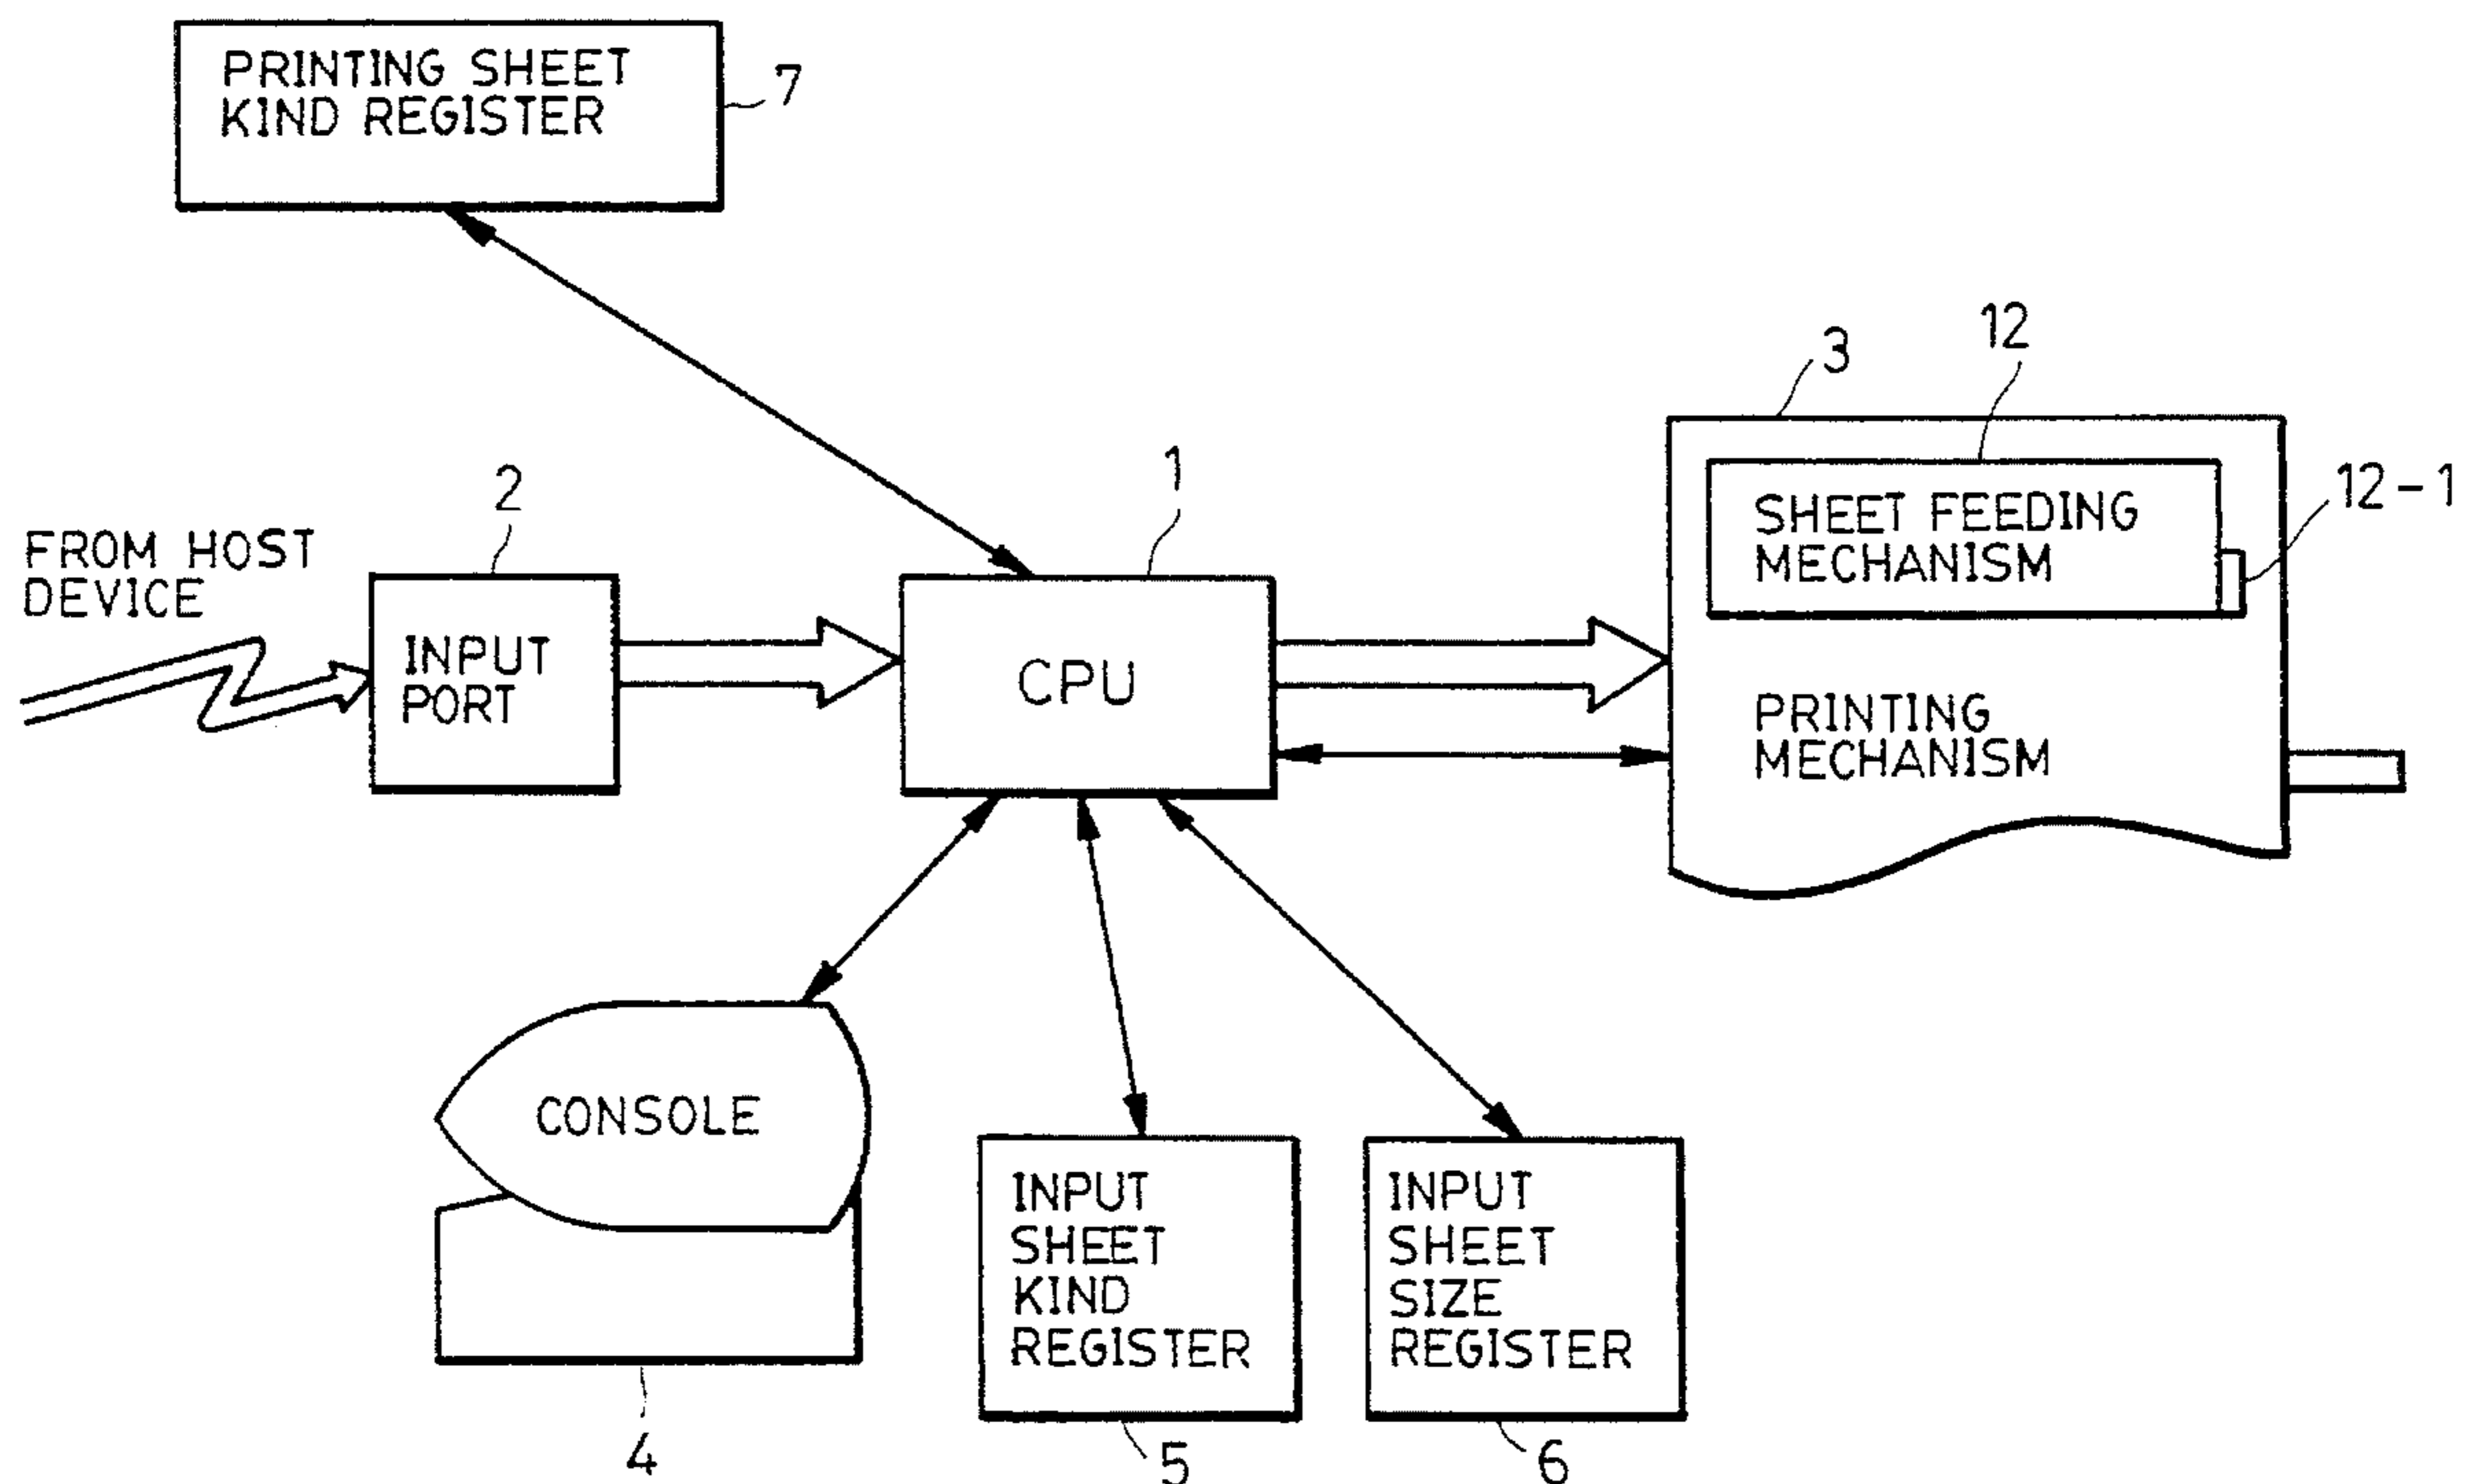 PRINTING SHEET
KIND REGISTER
7
12
3
12-1
SHEET FEEDING
MECHANISM
1
2
FROM HOST
DEVICE
INPUT
PORT
CPU
PRINTING
MECHANISM
CONSOLE
INPUT
SHEET
KIND
REGISTER
INPUT
SHEET
SIZE
REGISTER
4
5
6